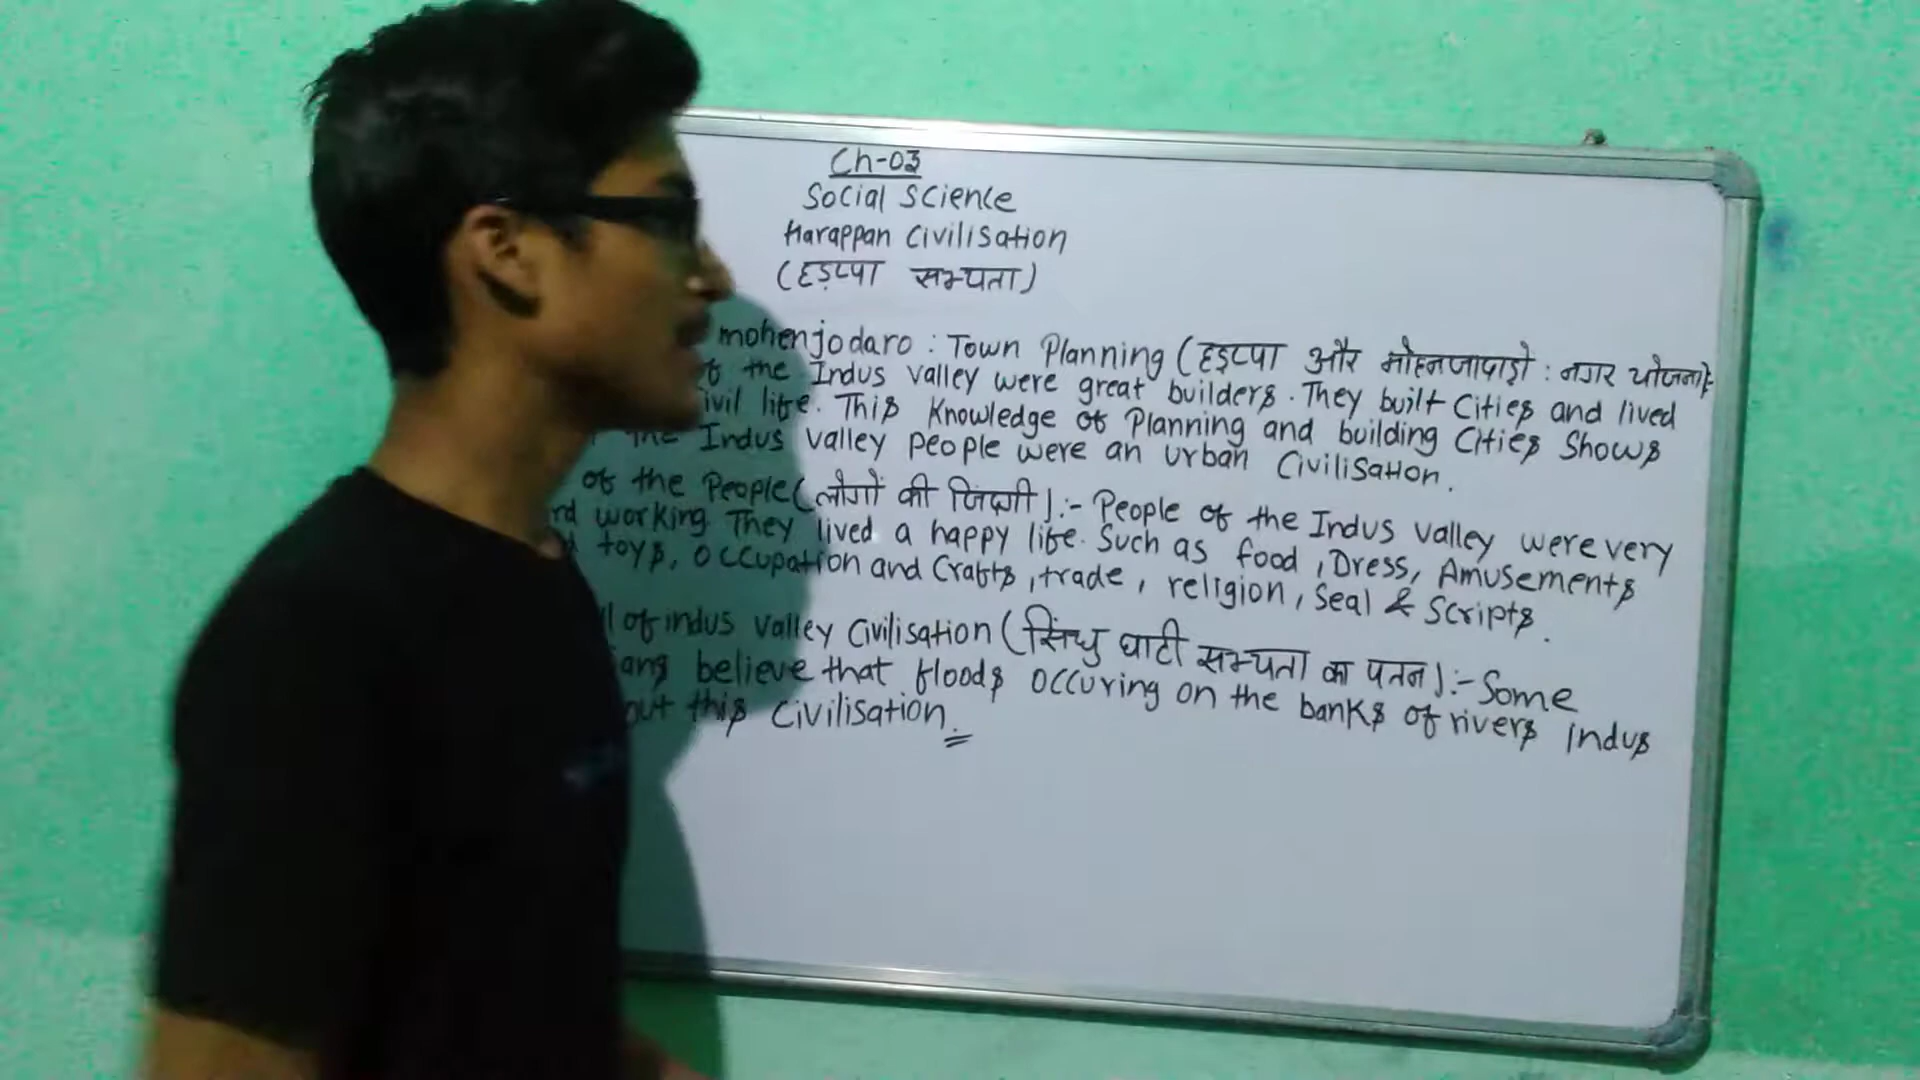 Ch-03
Social Science
Harappan Civilisation
(हड़प्पा सभ्यता)
mohenjodaro : Town Planning (हड़प्पा और मोहनजोदाड़ो : नगर योजना):-
the Indus valley were great builders. They built Cities and lived
life. This Knowledge of Planning and building Cities Shows
the Indus valley people were an urban Civilisation.
of the People (लोगों की जिंदगी) :- People of the Indus valley were very
working. They lived a happy life. Such as food, Dress, Amusements
toys, Occupation and Crafts, trade, religion, Seal & Scripts.
of indus valley Civilisation (सिंधु घाटी सभ्यता का पतन) :- Some
believe that floods occuring on the banks of rivers Indus
this Civilisation.